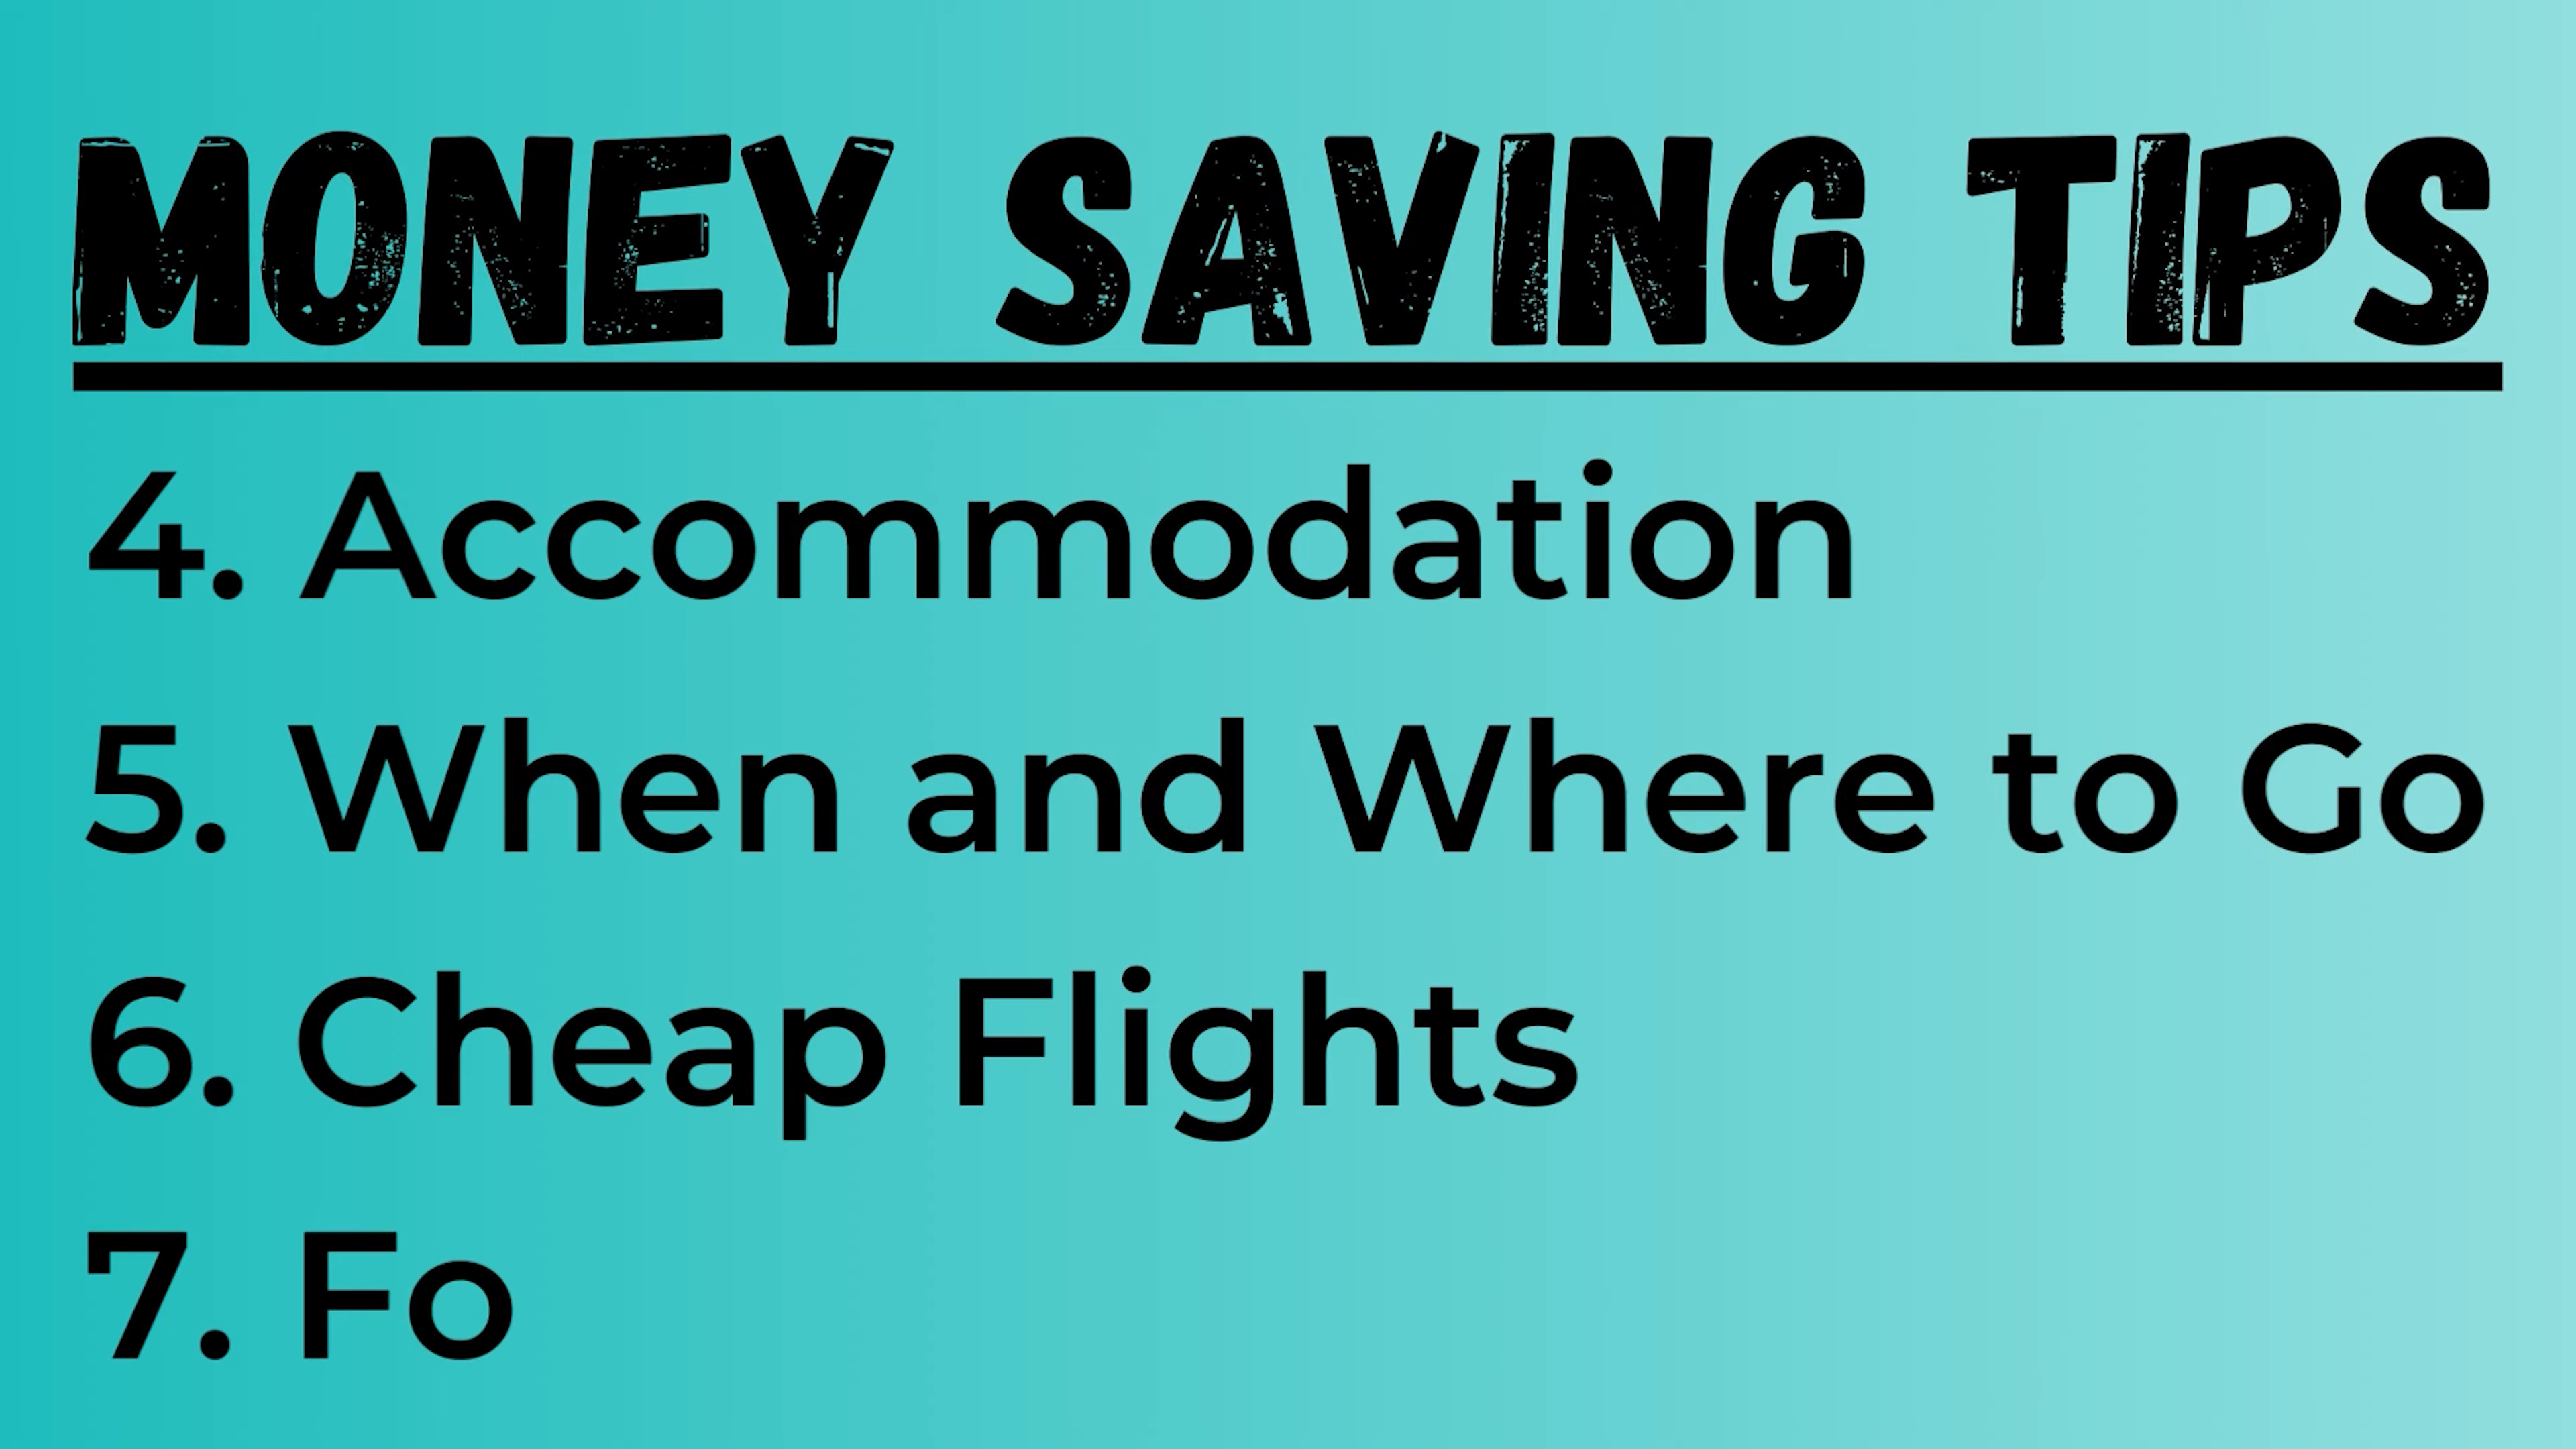 MONEY SAVING TIPS
4. Accommodation
5. When and Where to Go
6. Cheap Flights
7. Fo